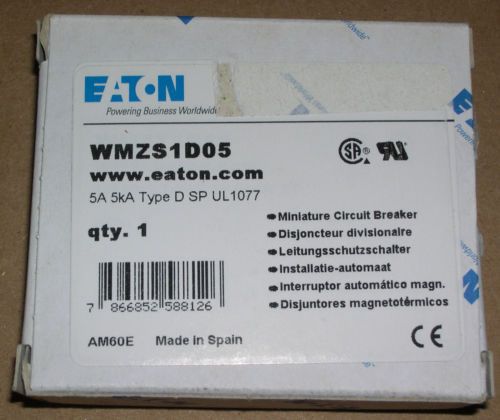 EATON
Powering Business Worldwide
WMZS1D05
www.eaton.com
5A 5kA Type D SP UL1077
qty. 1
Miniature Circuit Breaker
Disjoncteur divisionaire
Leitungsschutzschalter
Installatie-automaat
Interruptor automático magn.
Disjuntores magnetotérmicos
7 866852 588126
AM60E Made in Spain
CE